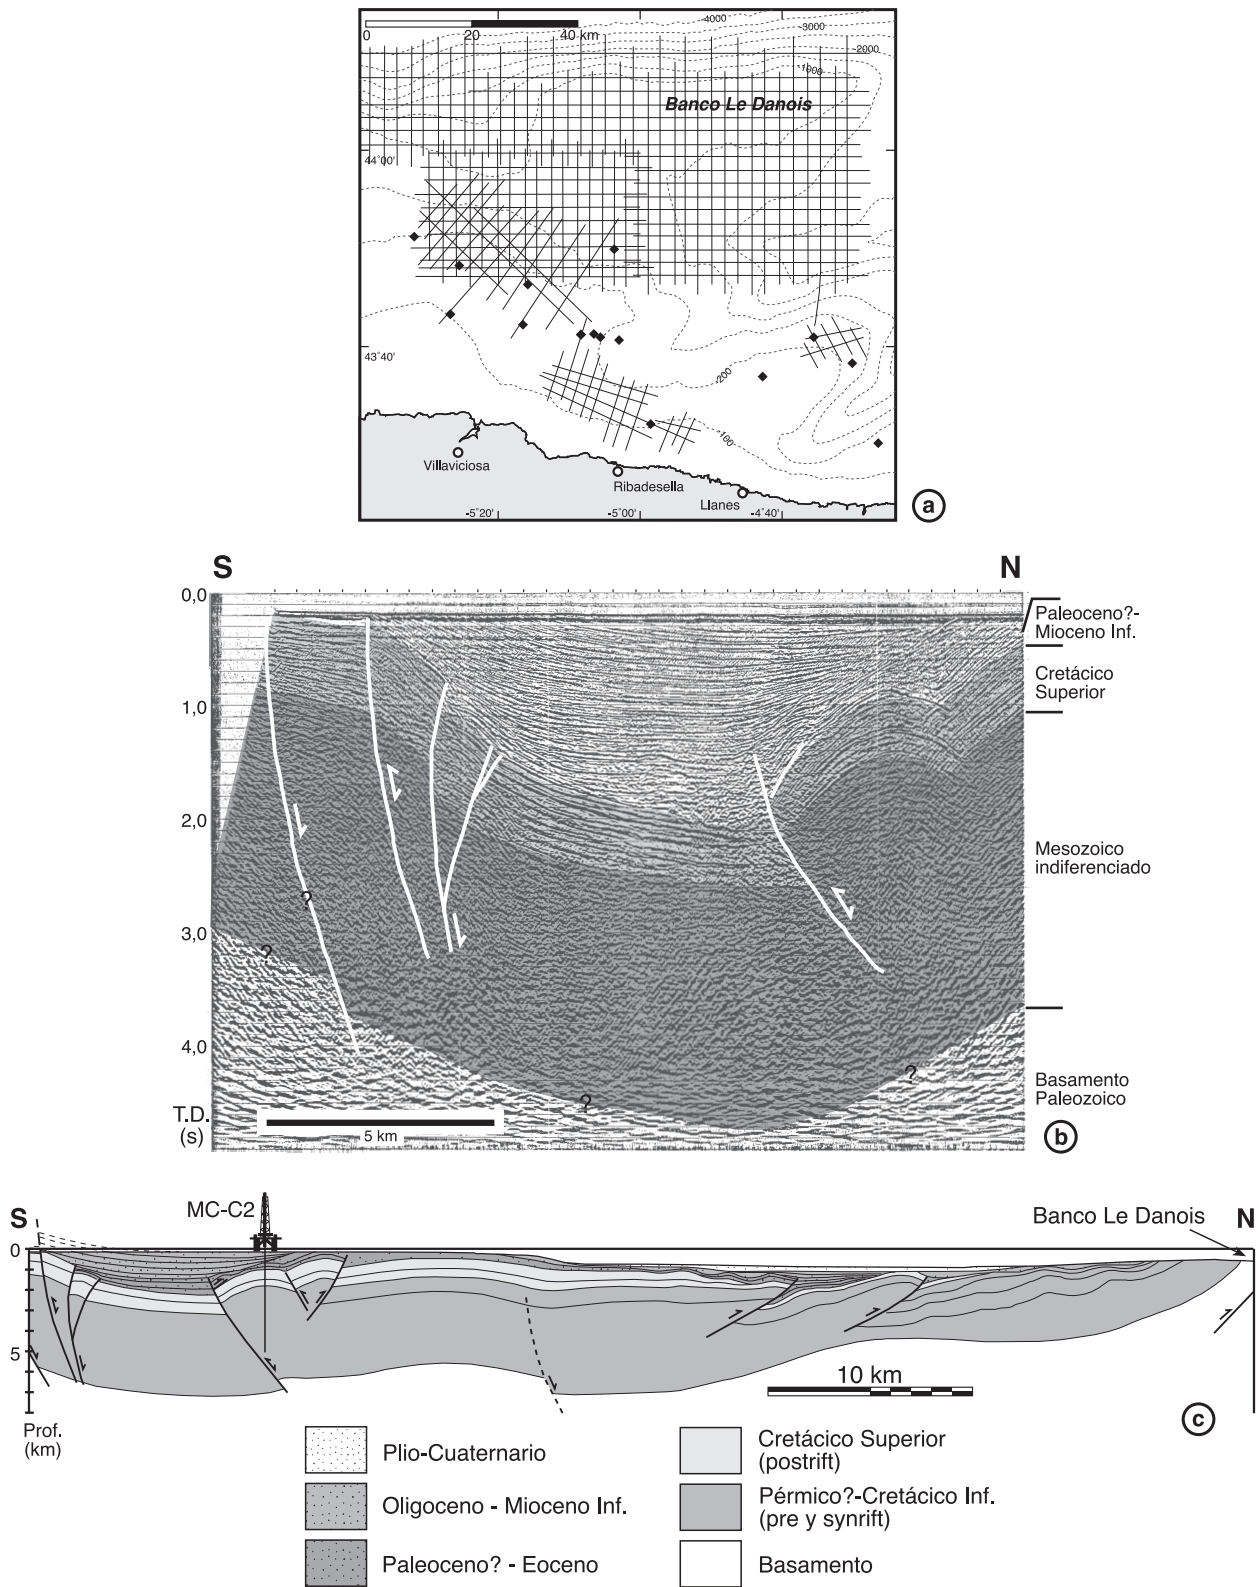 -4000
-3000
-2000
-1000
0 20 40 km
Banco Le Danois
44°00'
43°40'
-200
-100
Villaviciosa
Ribadesella
Llanes
-5°20' -5°00' -4°40'
a
S N
0,0
1,0
2,0
3,0
4,0
T.D.
(s)
Paleoceno?-
Mioceno Inf.
Cretácico
Superior
Mesozoico
indiferenciado
Basamento
Paleozoico
?
?
?
?
5 km
b
S
MC-C2
Banco Le Danois
N
0
5
Prof.
(km)
10 km
c
Plio-Cuaternario
Oligoceno - Mioceno Inf.
Paleoceno? - Eoceno
Cretácico Superior
(postrift)
Pérmico?-Cretácico Inf.
(pre y synrift)
Basamento